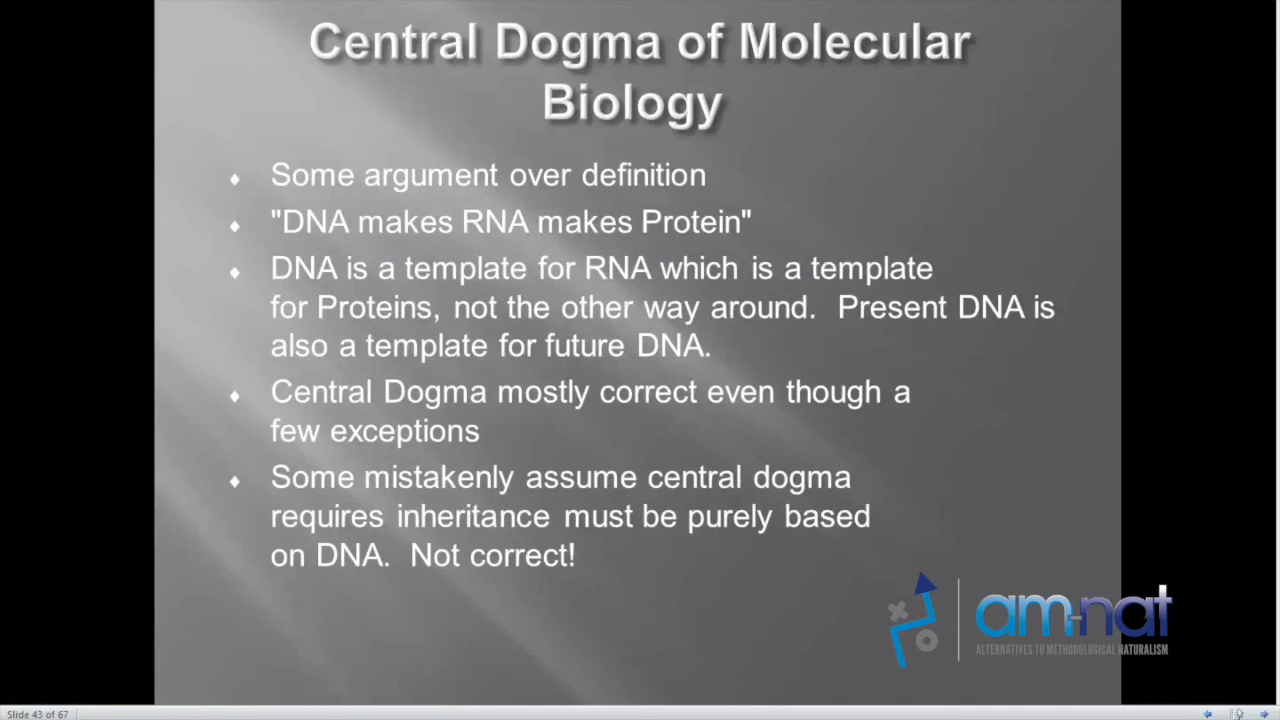 Central Dogma of Molecular
Biology
Some argument over definition
"DNA makes RNA makes Protein"
DNA is a template for RNA which is a template
for Proteins, not the other way around.  Present DNA is
also a template for future DNA.
Central Dogma mostly correct even though a
few exceptions
Some mistakenly assume central dogma
requires inheritance must be purely based
on DNA.  Not correct!
am-nat
ALTERNATIVES TO METHODOLOGICAL NATURALISM
Slide 43 of 67